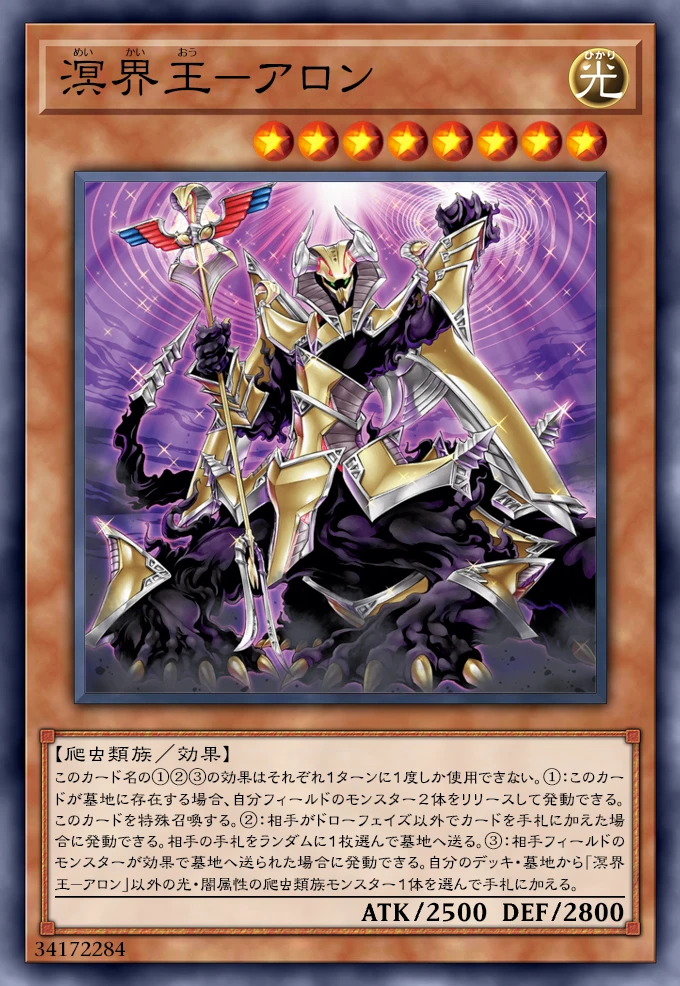 めい かい おう
溟界王－アロン
ひかり
光
【爬虫類族／効果】
このカード名の①②③の効果はそれぞれ1ターンに1度しか使用できない。①：このカー
ドが墓地に存在する場合、自分フィールドのモンスター２体をリリースして発動できる。
このカードを特殊召喚する。②：相手がドローフェイズ以外でカードを手札に加えた場
合に発動できる。相手の手札をランダムに1枚選んで墓地へ送る。③：相手フィールドの
モンスターが効果で墓地へ送られた場合に発動できる。自分のデッキ・墓地から「溟界
王－アロン」以外の光・闇属性の爬虫類族モンスター1体を選んで手札に加える。
ATK/2500 DEF/2800
34172284